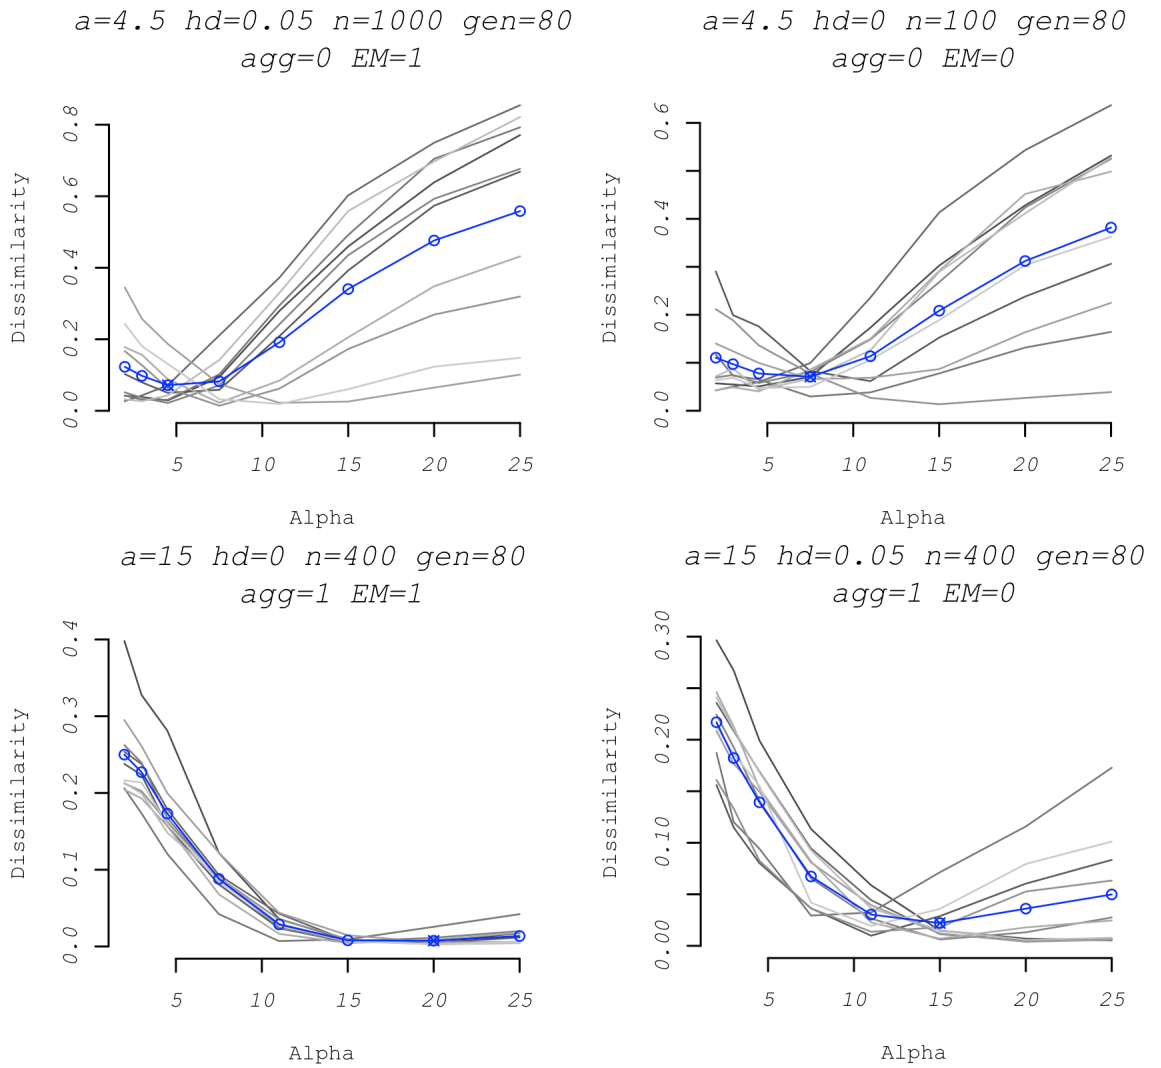 a=4.5 hd=0.05 n=1000 gen=80
agg=0 EM=1
Dissimilarity
0.8
0.6
0.4
0.2
0.0
5 10 15 20 25
Alpha
a=4.5 hd=0 n=100 gen=80
agg=0 EM=0
Dissimilarity
0.6
0.4
0.2
0.0
5 10 15 20 25
Alpha
a=15 hd=0 n=400 gen=80
agg=1 EM=1
Dissimilarity
0.4
0.3
0.2
0.1
0.0
5 10 15 20 25
Alpha
a=15 hd=0.05 n=400 gen=80
agg=1 EM=0
Dissimilarity
0.30
0.20
0.10
0.00
5 10 15 20 25
Alpha